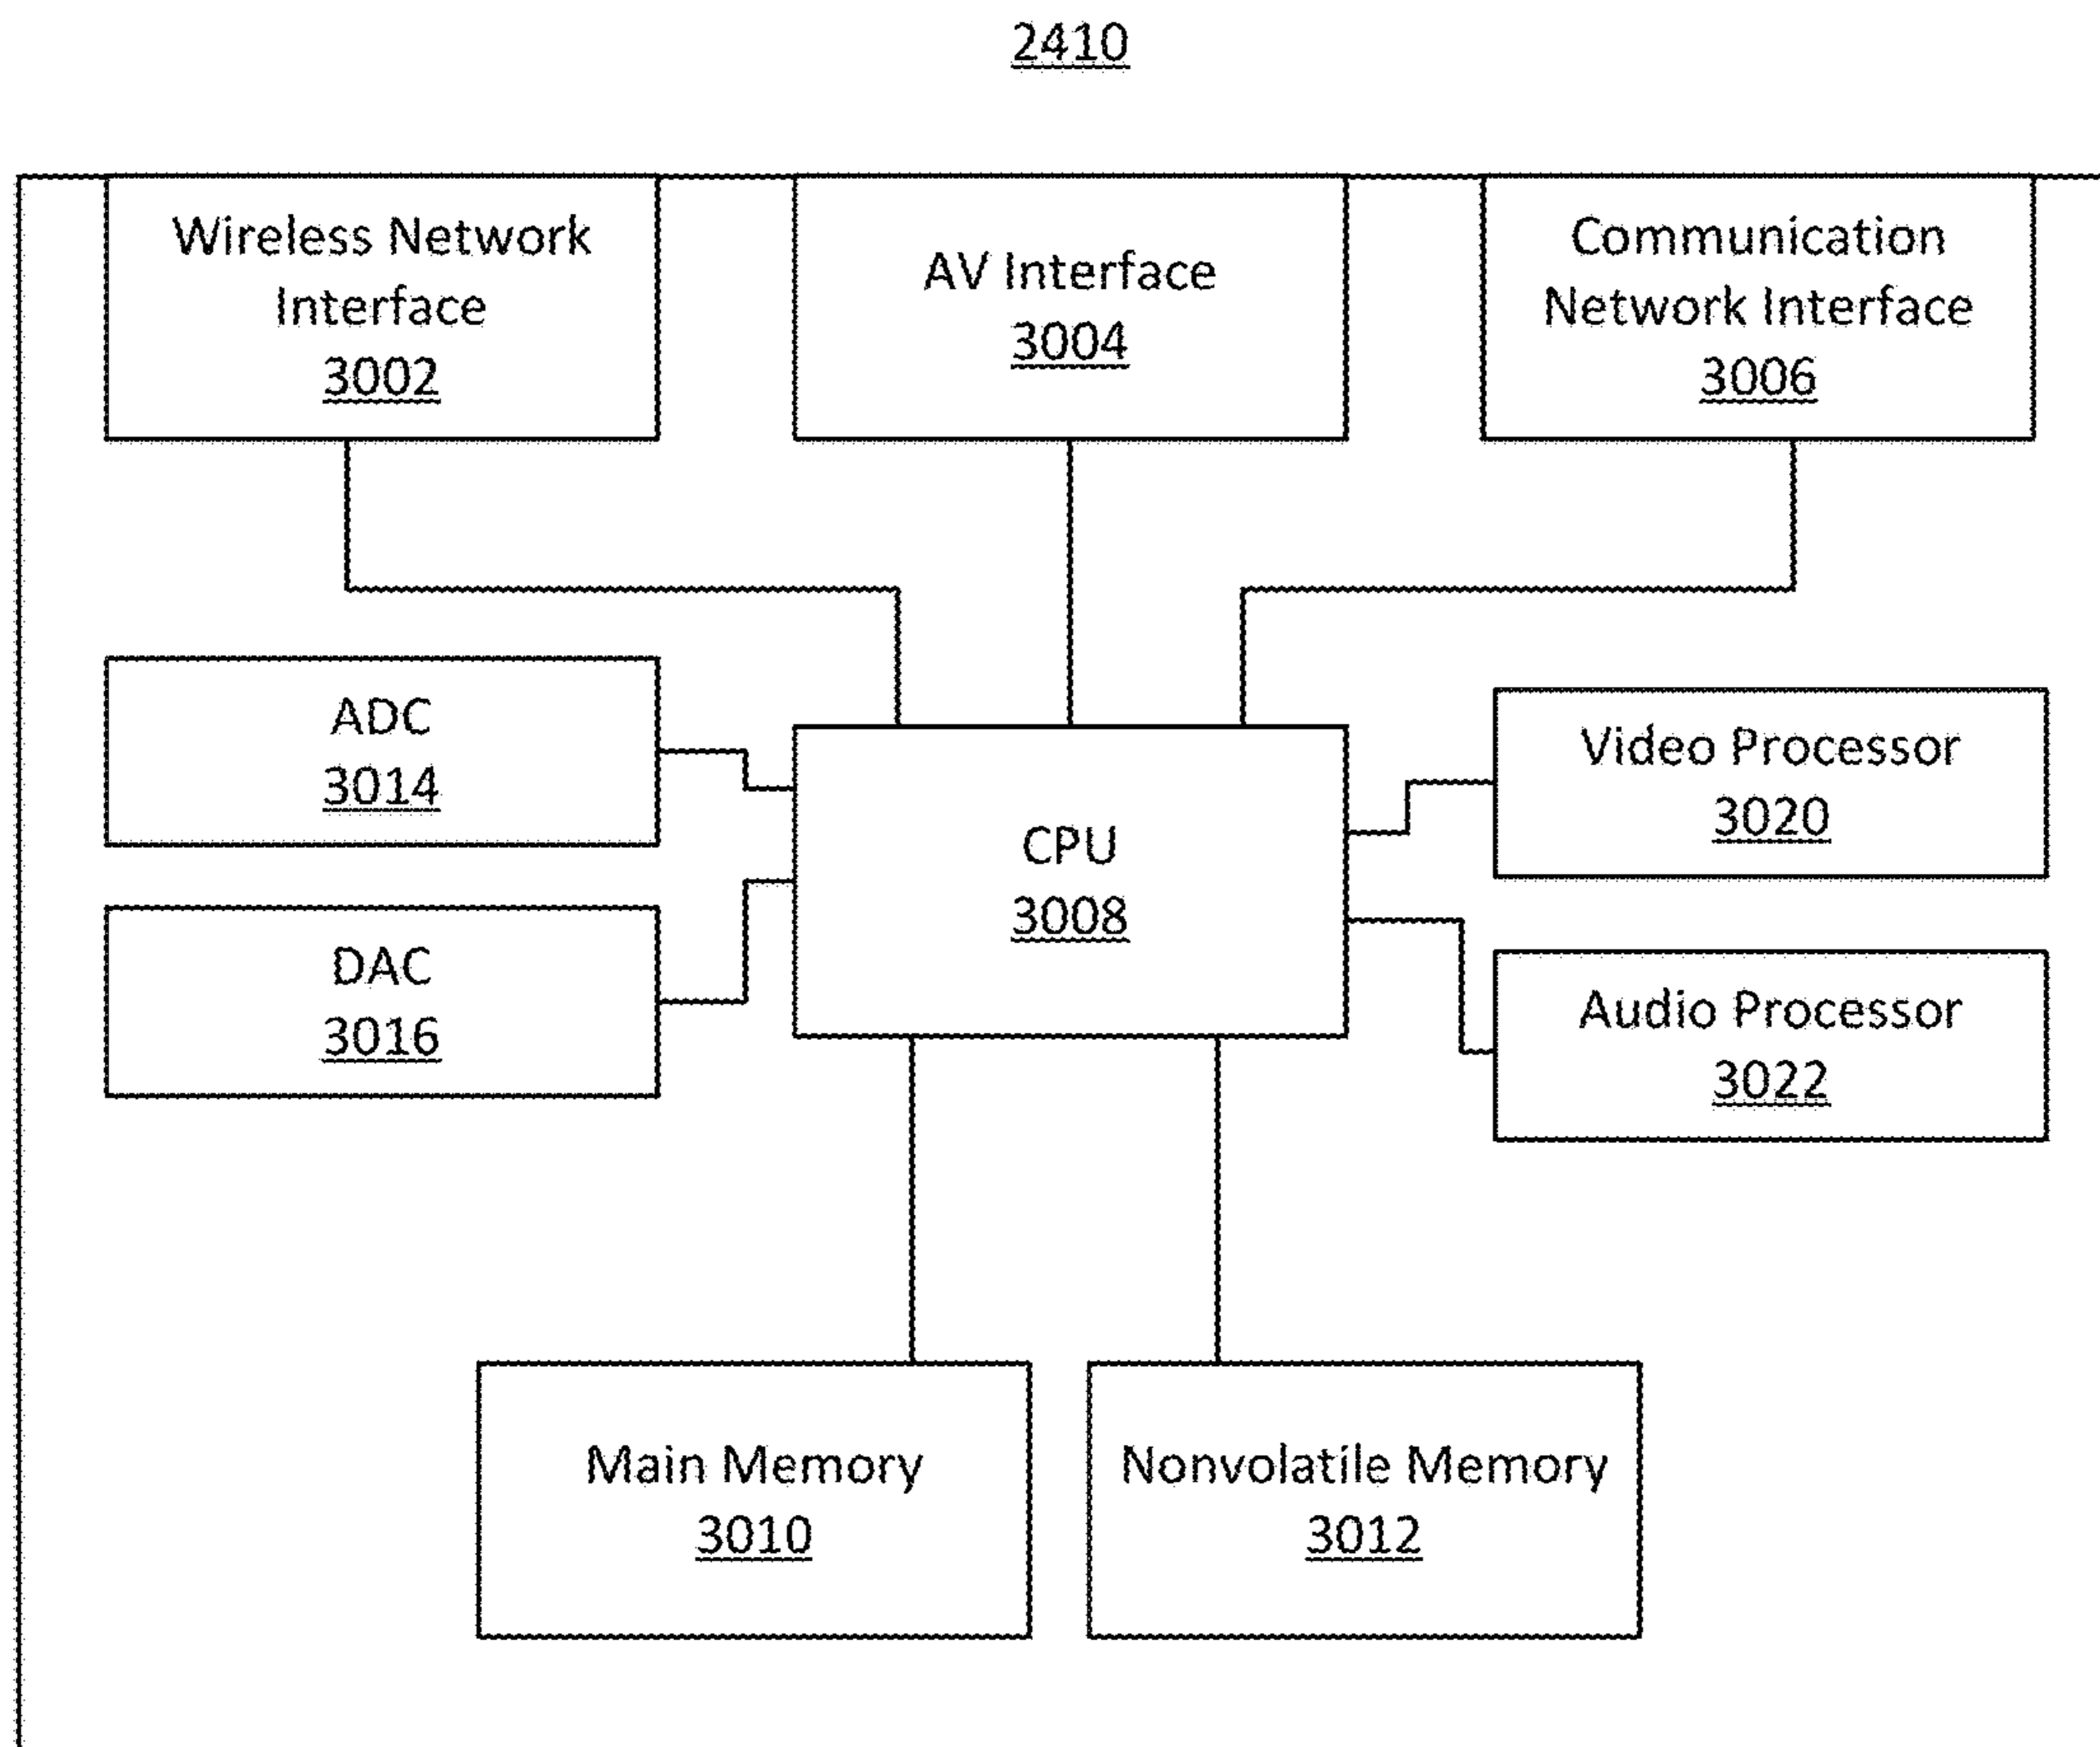 2410
Wireless Network
Interface
3002
AV Interface
3004
Communication
Network Interface
3006
ADC
3014
DAC
3016
CPU
3008
Video Processor
3020
Audio Processor
3022
Main Memory
3010
Nonvolatile Memory
3012